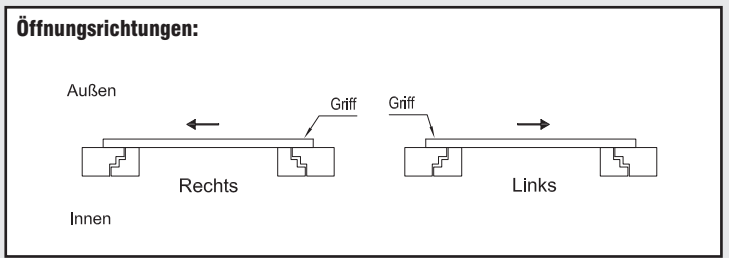 Öffnungsrichtungen:
Außen
Griff
Griff
Rechts
Links
Innen